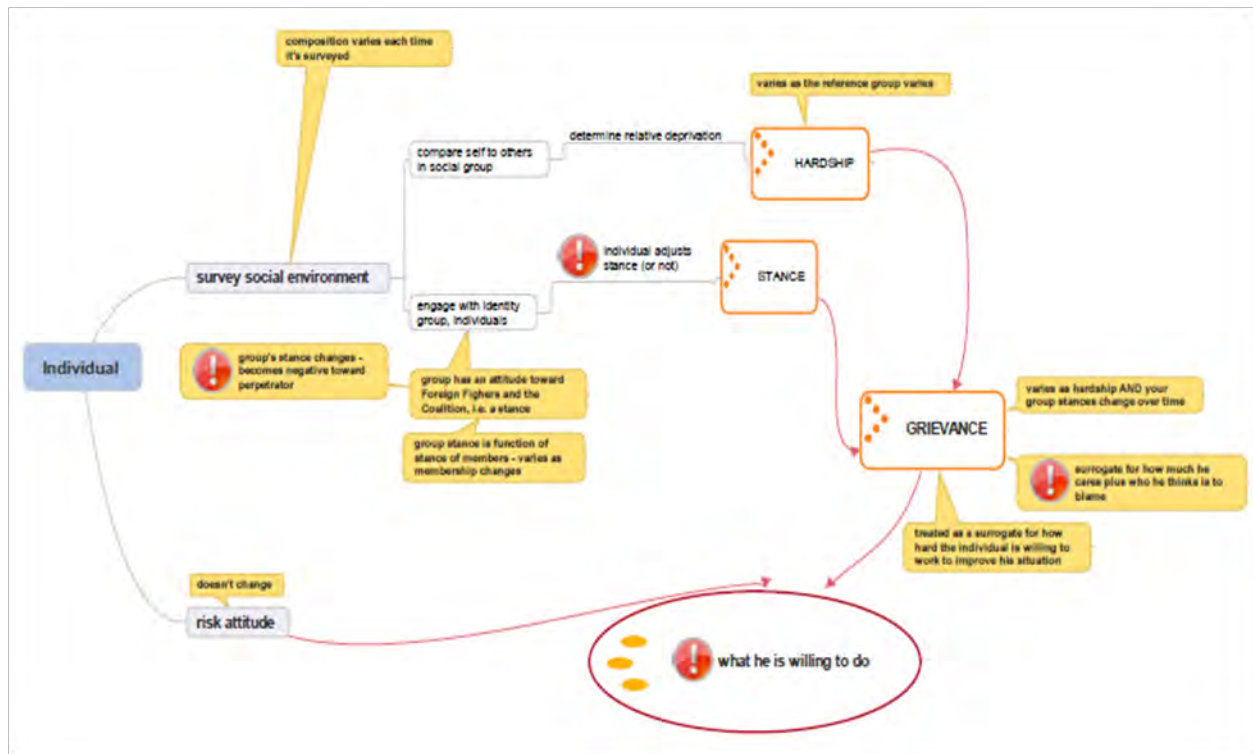 composition varies each time
it's surveyed
varies as the reference group varies
compare self to others
in social group
determine relative deprivation
HARDSHIP
survey social environment
Individual adjusts
stance (or not)
STANCE
engage with identity
group, individuals
Individual
group's stance changes -
becomes negative toward
perpetrator
group has an attitude toward
Foreign Fighers and the
Coalition, i.e. a stance
group stance is function of
stance of members - varies as
membership changes
GRIEVANCE
varies as hardship AND your
group stances change over time
surrogate for how much he
cares plus who he thinks is to
blame
treated as a surrogate for how
hard the individual is willing to
work to improve his situation
doesn't change
risk attitude
what he is willing to do